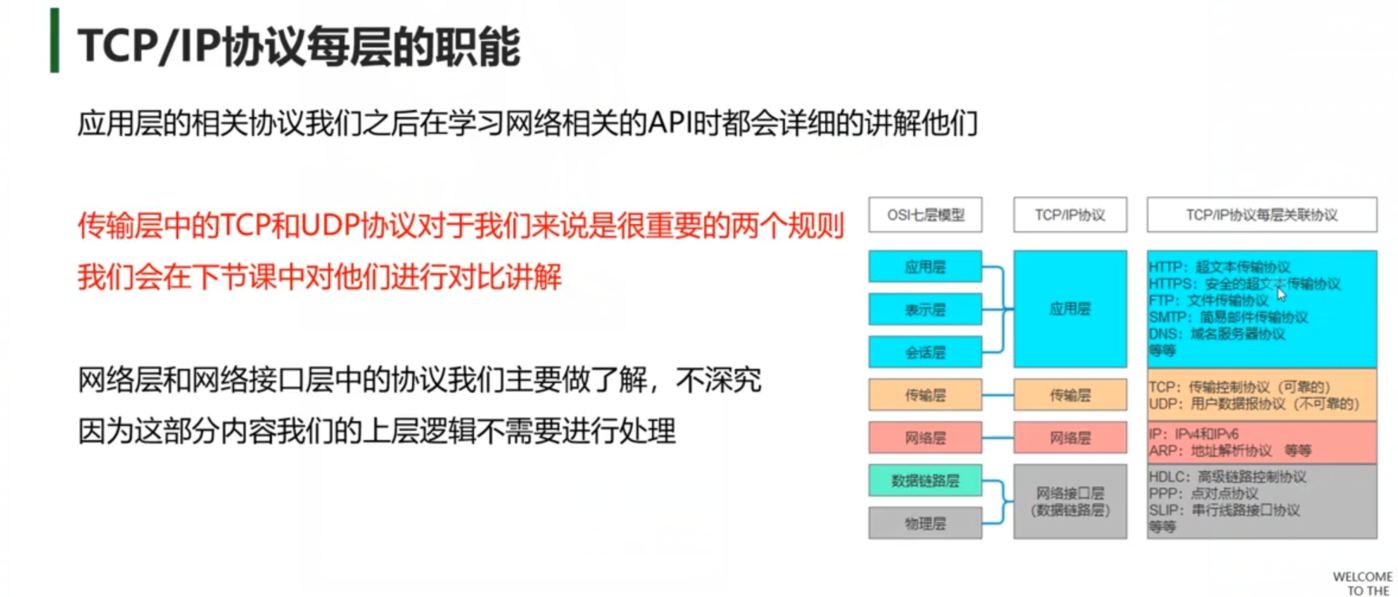 TCP/IP协议每层的职能
应用层的相关协议我们之后在学习网络相关的API时都会详细的讲解他们
传输层中的TCP和UDP协议对于我们来说是很重要的两个规则
我们会在下节课中对他们进行对比讲解
网络层和网络接口层中的协议我们主要做了解，不深究
因为这部分内容我们的上层逻辑不需要进行处理
OSI七层模型
TCP/IP协议
TCP/IP协议每层关联协议
应用层
表示层
会话层
应用层
HTTP：超文本传输协议
HTTPS：安全的超文本传输协议
FTP：文件传输协议
SMTP：简易邮件传输协议
DNS：域名服务器协议
等等
传输层
传输层
TCP：传输控制协议（可靠的）
UDP：用户数据报协议（不可靠的）
网络层
网络层
IP：IPv4和IPv6
ARP：地址解析协议 等等
数据链路层
物理层
网络接口层
（数据链路层）
HDLC：高级链路控制协议
PPP：点对点协议
SLIP：串行线路接口协议
等等
WELCOME
TO THE